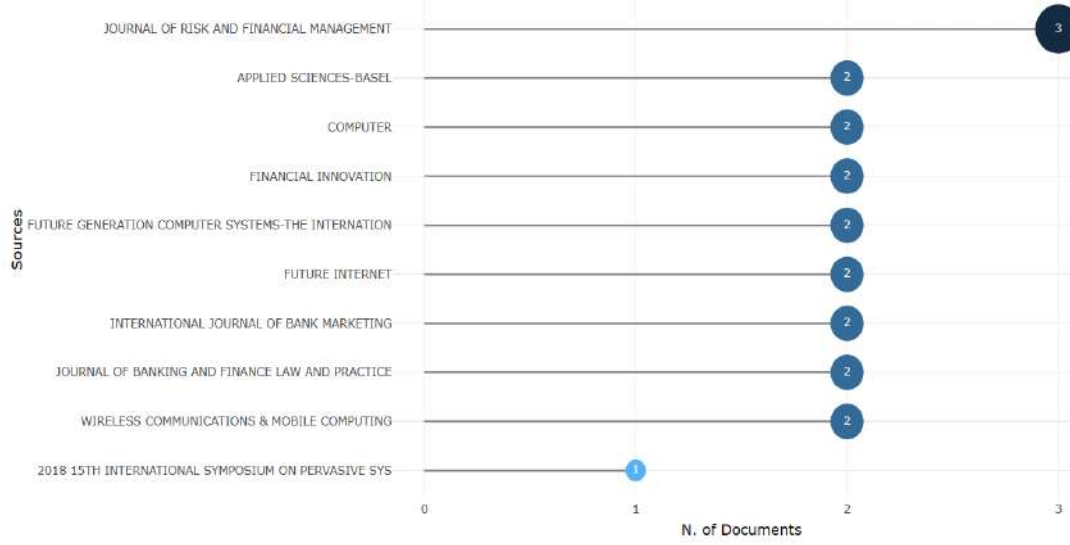 JOURNAL OF RISK AND FINANCIAL MANAGEMENT 3
APPLIED SCIENCES-BASEL 2
COMPUTER 2
FINANCIAL INNOVATION 2
FUTURE GENERATION COMPUTER SYSTEMS-THE INTERNATION 2
FUTURE INTERNET 2
INTERNATIONAL JOURNAL OF BANK MARKETING 2
JOURNAL OF BANKING AND FINANCE LAW AND PRACTICE 2
WIRELESS COMMUNICATIONS & MOBILE COMPUTING 2
2018 15TH INTERNATIONAL SYMPOSIUM ON PERVASIVE SYS 1
Sources
0 1 2 3
N. of Documents